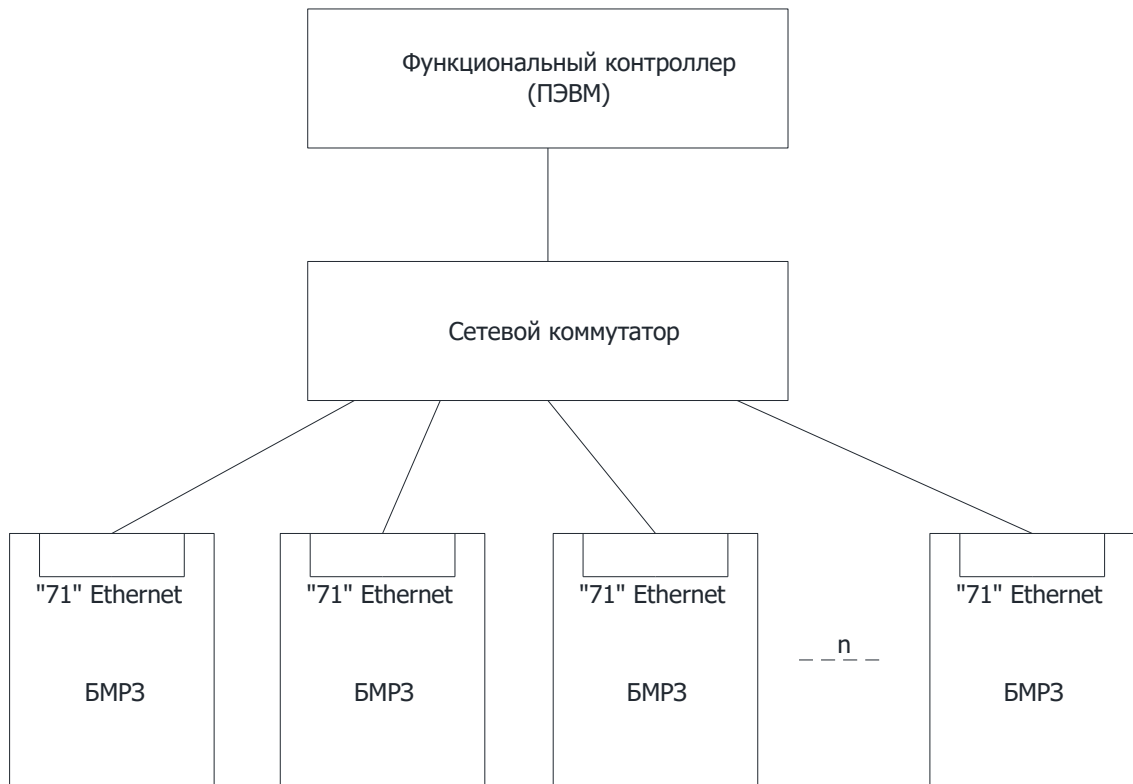 Функциональный контроллер
(ПЭВМ)
Сетевой коммутатор
"71" Ethernet
"71" Ethernet
"71" Ethernet
"71" Ethernet
n
БМРЗ
БМРЗ
БМРЗ
БМРЗ